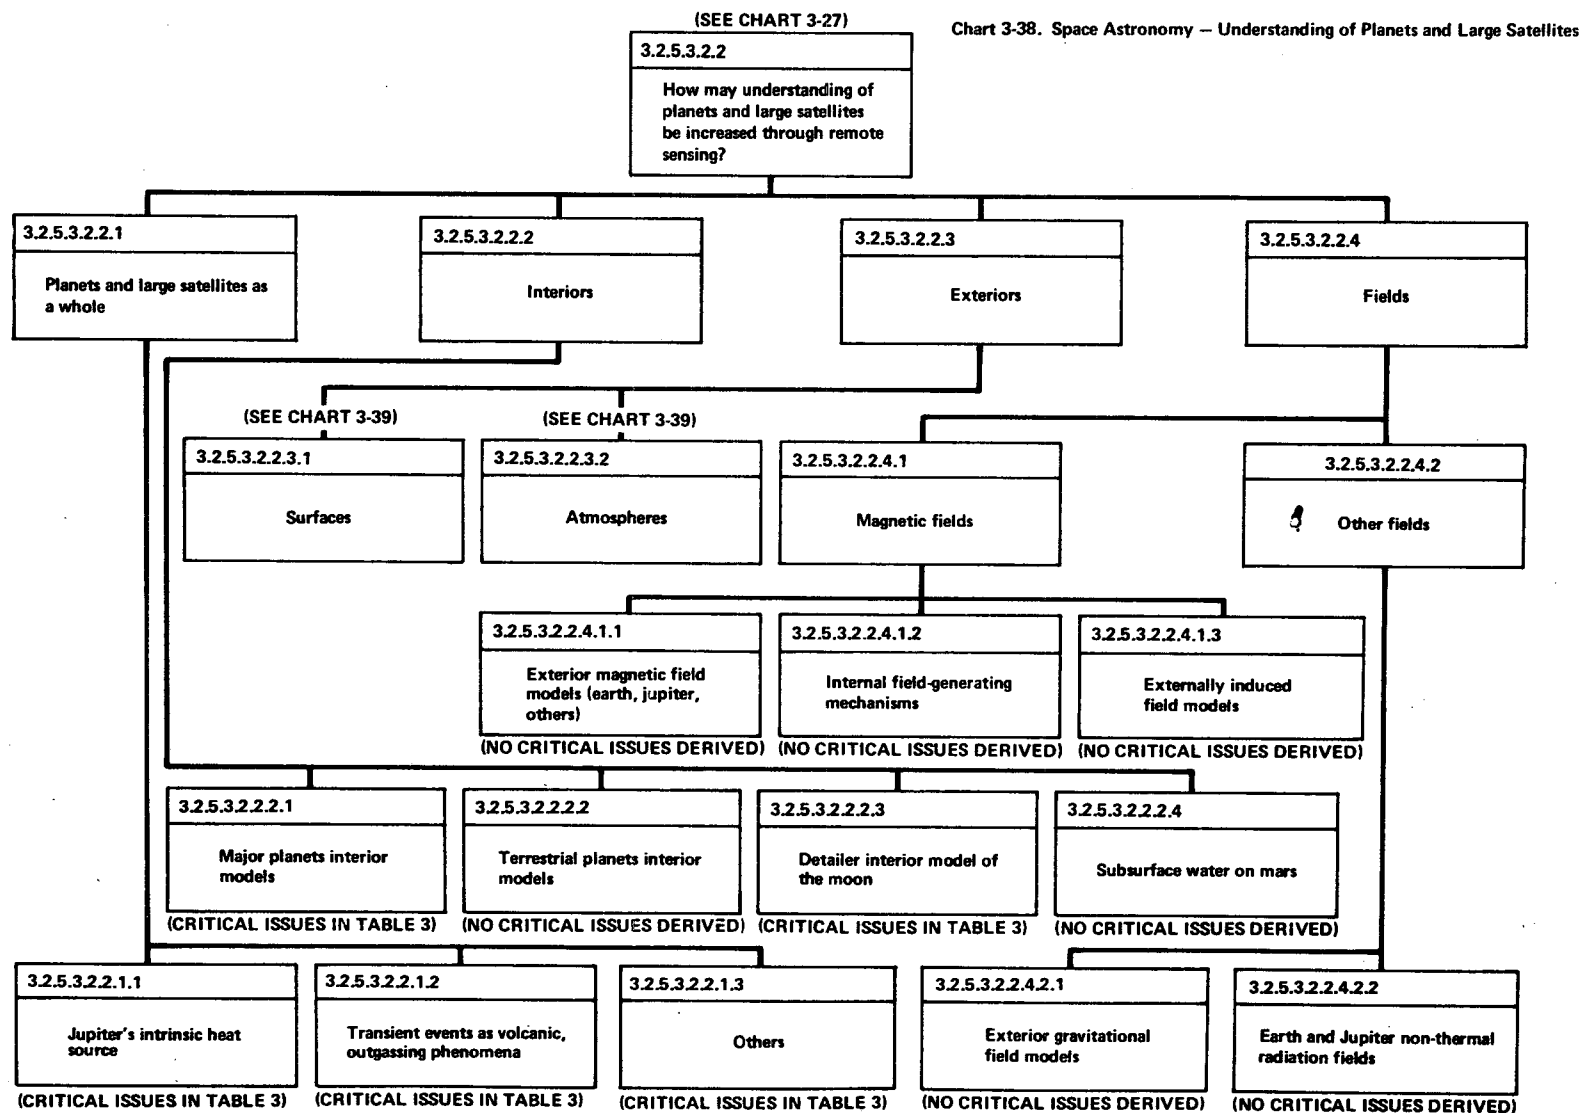 (SEE CHART 3-27)
Chart 3-38. Space Astronomy — Understanding of Planets and Large Satellites
3.2.5.3.2.2
How may understanding of
planets and large satellites
be increased through remote
sensing?
3.2.5.3.2.2.1
Planets and large satellites as
a whole
3.2.5.3.2.2.2
Interiors
3.2.5.3.2.2.3
Exteriors
3.2.5.3.2.2.4
Fields
(SEE CHART 3-39)
3.2.5.3.2.2.3.1
Surfaces
(SEE CHART 3-39)
3.2.5.3.2.2.3.2
Atmospheres
3.2.5.3.2.2.4.1
Magnetic fields
3.2.5.3.2.2.4.2
Other fields
3.2.5.3.2.2.4.1.1
Exterior magnetic field
models (earth, jupiter,
others)
(NO CRITICAL ISSUES DERIVED)
3.2.5.3.2.2.4.1.2
Internal field-generating
mechanisms
(NO CRITICAL ISSUES DERIVED)
3.2.5.3.2.2.4.1.3
Externally induced
field models
(NO CRITICAL ISSUES DERIVED)
3.2.5.3.2.2.2.1
Major planets interior
models
(CRITICAL ISSUES IN TABLE 3)
3.2.5.3.2.2.2.2
Terrestrial planets interior
models
(NO CRITICAL ISSUES DERIVED)
3.2.5.3.2.2.2.3
Detailer interior model of
the moon
(CRITICAL ISSUES IN TABLE 3)
3.2.5.3.2.2.2.4
Subsurface water on mars
(NO CRITICAL ISSUES DERIVED)
3.2.5.3.2.2.1.1
Jupiter's intrinsic heat
source
(CRITICAL ISSUES IN TABLE 3)
3.2.5.3.2.2.1.2
Transient events as volcanic,
outgassing phenomena
(CRITICAL ISSUES IN TABLE 3)
3.2.5.3.2.2.1.3
Others
(CRITICAL ISSUES IN TABLE 3)
3.2.5.3.2.2.4.2.1
Exterior gravitational
field models
(NO CRITICAL ISSUES DERIVED)
3.2.5.3.2.2.4.2.2
Earth and Jupiter non-thermal
radiation fields
(NO CRITICAL ISSUES DERIVED)